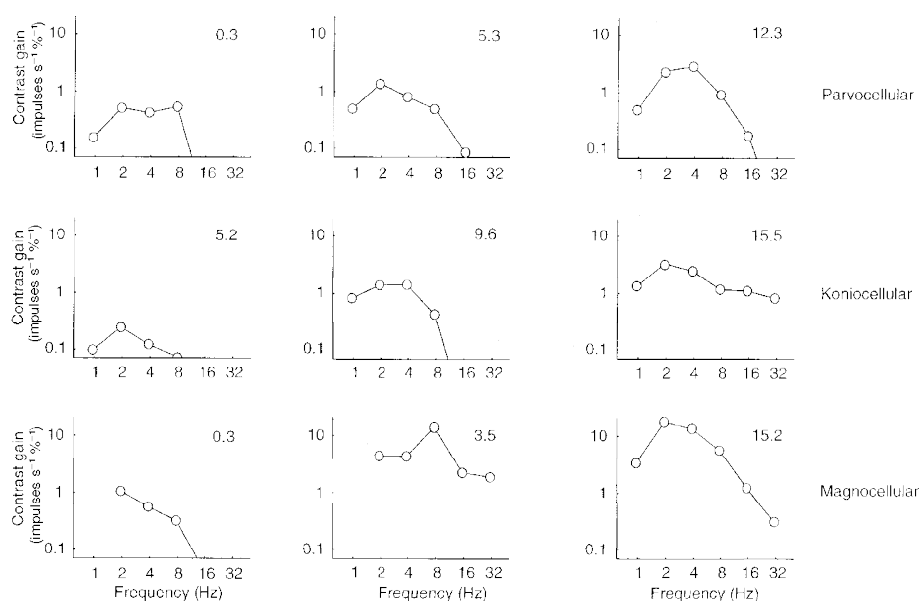 Contrast gain
(impulses s⁻¹ %⁻¹)
10
1
0.1
0.3
1 2 4 8 16 32
10
1
0.1
5.3
1 2 4 8 16 32
10
1
0.1
12.3
1 2 4 8 16 32
Parvocellular
Contrast gain
(impulses s⁻¹ %⁻¹)
10
1
0.1
5.2
1 2 4 8 16 32
10
1
0.1
9.6
1 2 4 8 16 32
10
1
0.1
15.5
1 2 4 8 16 32
Koniocellular
Contrast gain
(impulses s⁻¹ %⁻¹)
10
1
0.1
0.3
1 2 4 8 16 32
Frequency (Hz)
10
1
0.1
3.5
1 2 4 8 16 32
Frequency (Hz)
10
1
0.1
15.2
1 2 4 8 16 32
Frequency (Hz)
Magnocellular